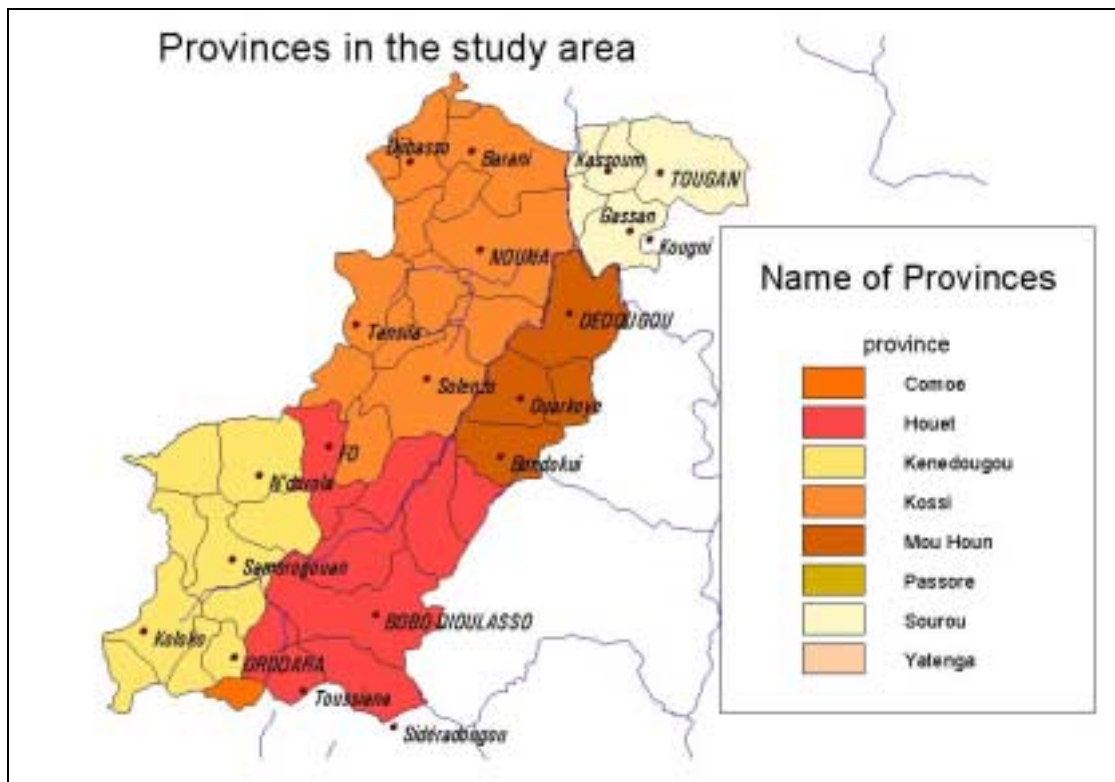 Provinces in the study area
Djibasso
Barani
Kassoum
TOUGAN
Gassan
Kougni
NOUNA
DEDOUGOU
Tansila
Solenzo
Ouarkoye
Bondokui
FO
N'dorola
Samorogouan
BOBO DIOULASSO
Koloko
ORODARA
Toussiana
Sidéradougou
Name of Provinces
province
Comoe
Houet
Kenedougou
Kossi
Mou Houn
Passore
Sourou
Yatenga